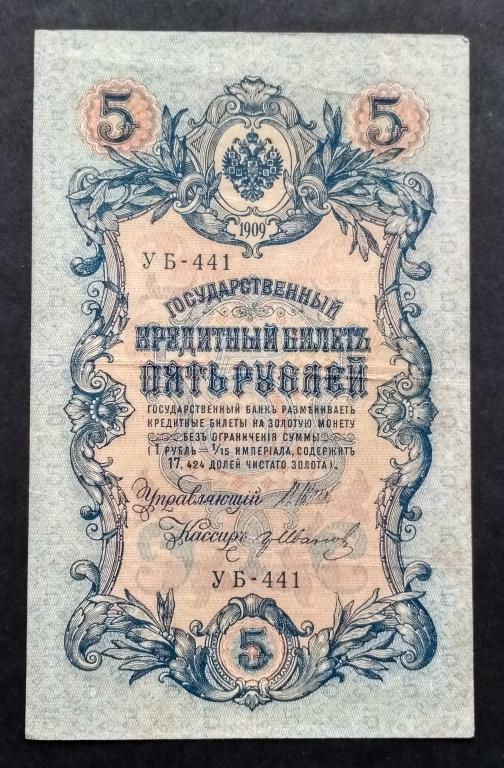 5 5
1909
УБ-441
ГОСУДАРСТВЕННЫЙ
КРЕДИТНЫЙ БИЛЕТЪ
ПЯТЬ РУБЛЕЙ
ГОСУДАРСТВЕННЫЙ БАНКЪ РАЗМѢНИВАЕТЪ
КРЕДИТНЫЕ БИЛЕТЫ НА ЗОЛОТУЮ МОНЕТУ
БЕЗЪ ОГРАНИЧЕНІЯ СУММЫ
(1 РУБЛЬ = 1/15 ИМПЕРІАЛА, СОДЕРЖИТЪ
17,424 ДОЛЕЙ ЧИСТАГО ЗОЛОТА).
Управляющій
Кассиръ
УБ-441
5